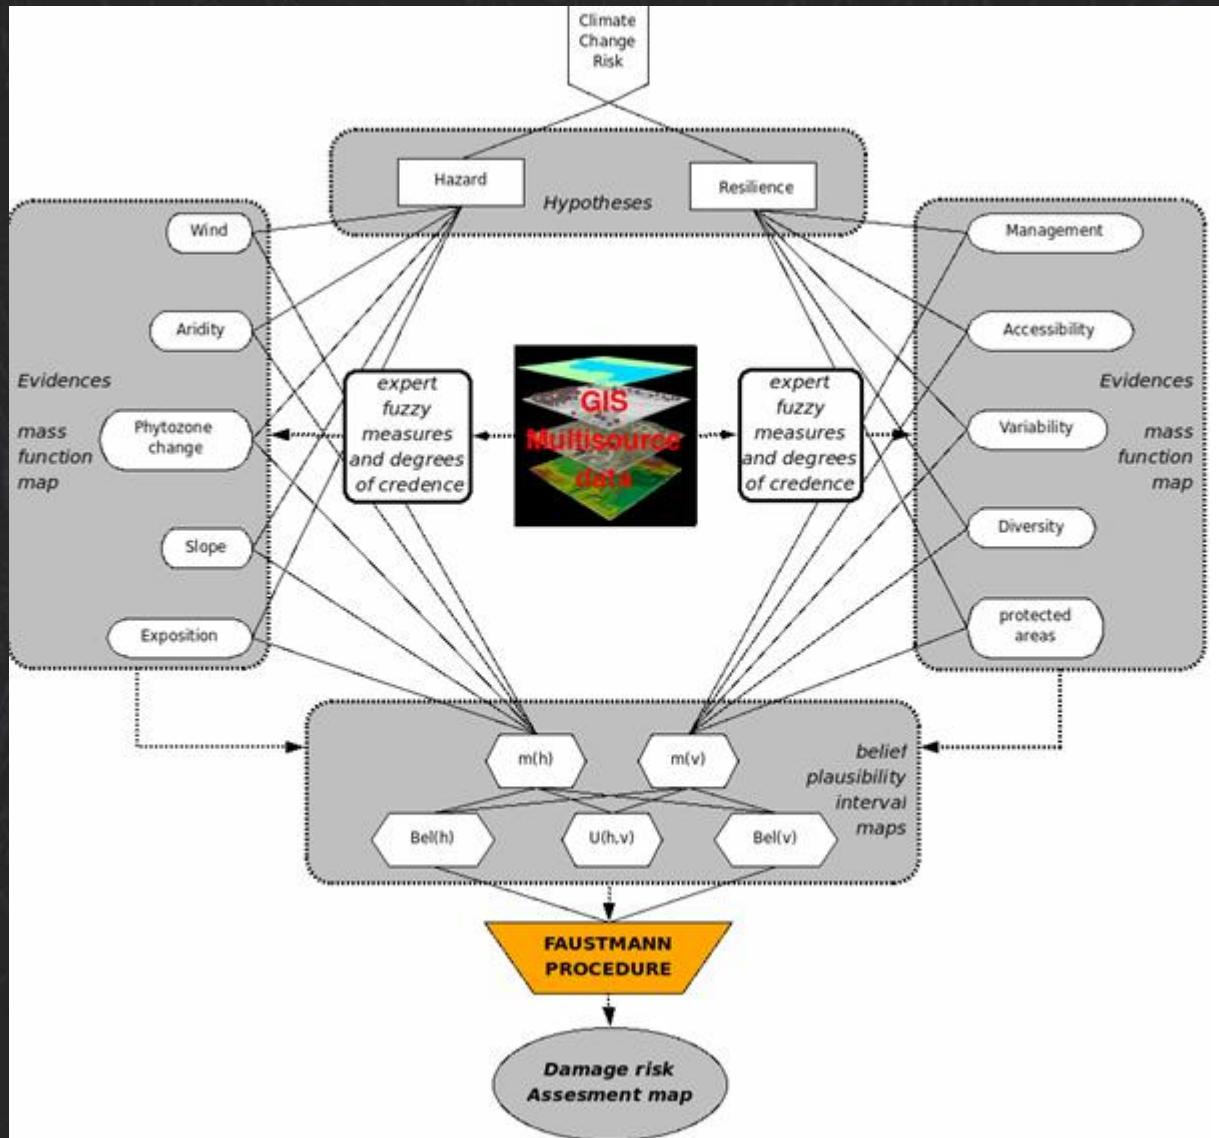 Climate
Change
Risk
Hazard
Hypotheses
Resilience
Wind
Aridity
Evidences
mass
function
map
Phytozone
change
Slope
Exposition
expert
fuzzy
measures
and degrees
of credence
GIS
Multisource
data
expert
fuzzy
measures
and degrees
of credence
Management
Accessibility
Evidences
mass
function
map
Variability
Diversity
protected
areas
m(h)
m(v)
belief
plausibility
interval
maps
Bel(h)
U(h,v)
Bel(v)
FAUSTMANN
PROCEDURE
Damage risk
Assesment map